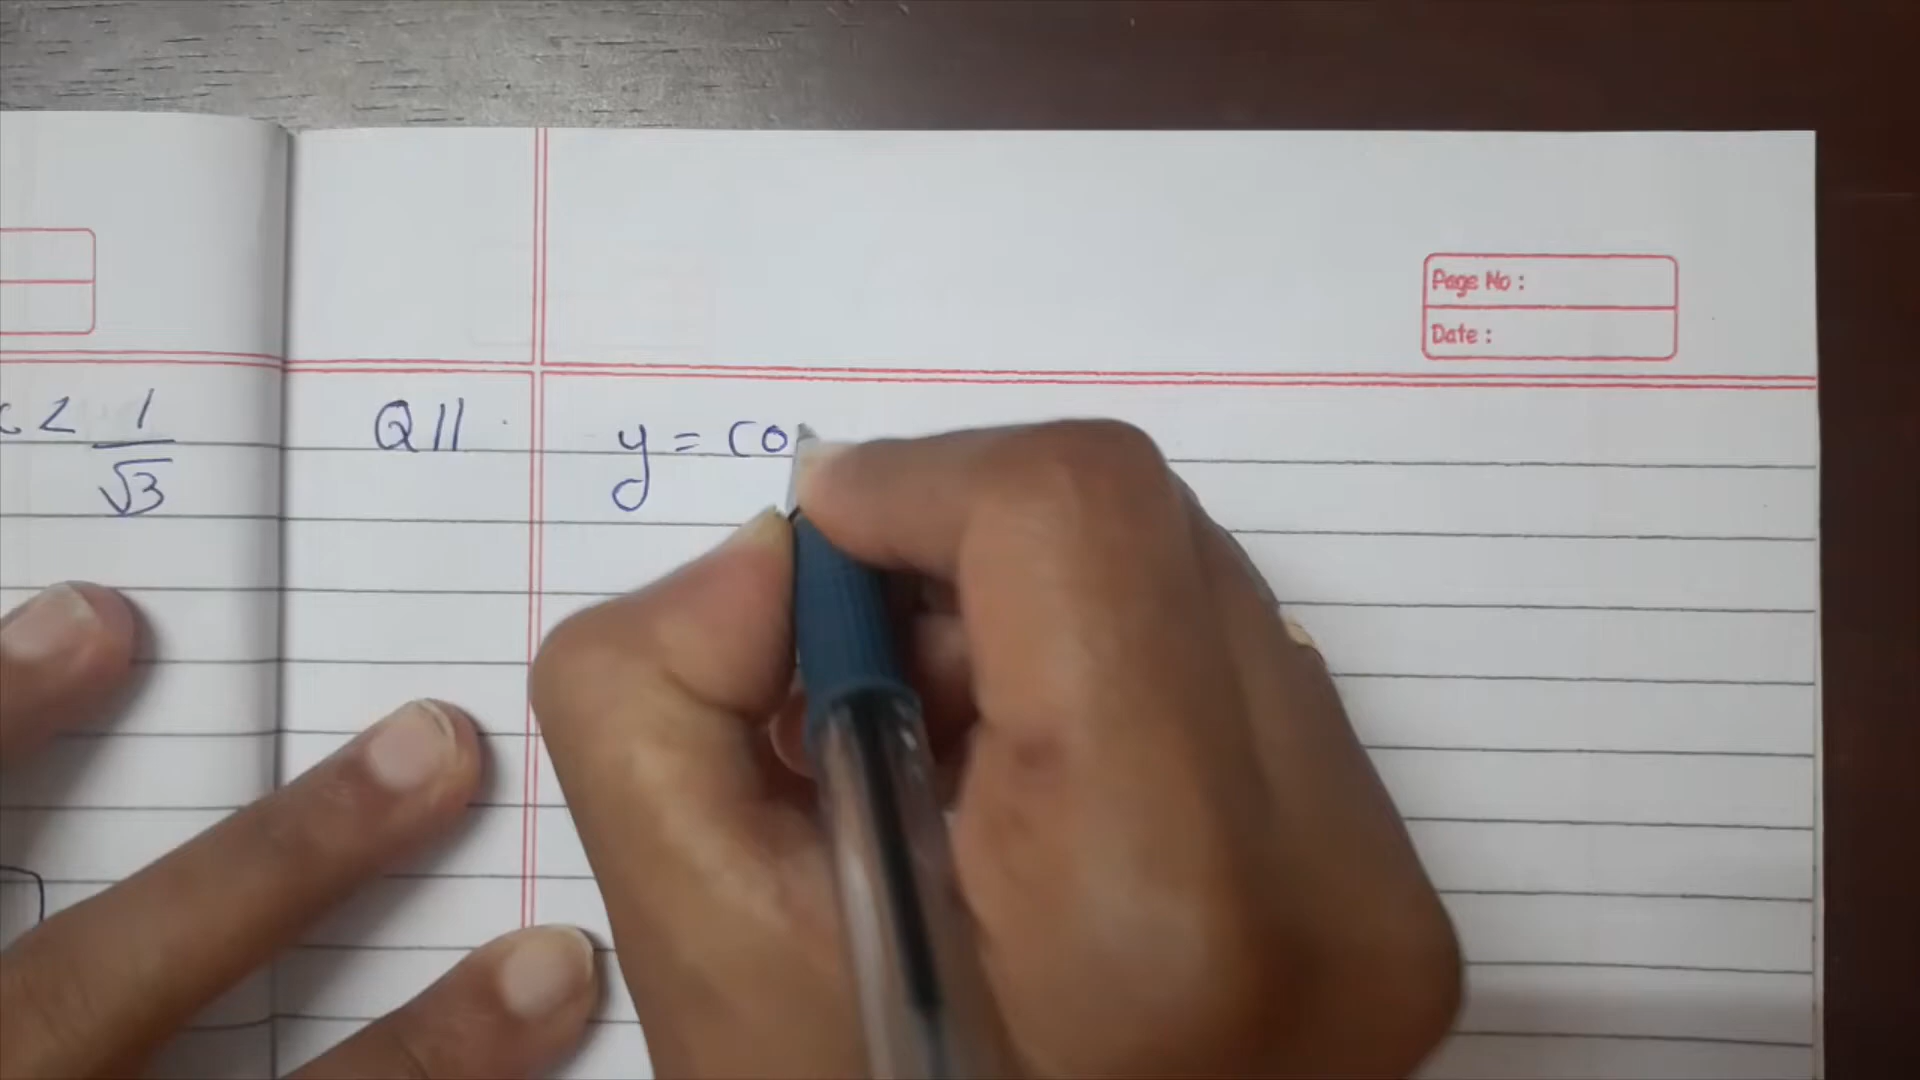 Page No :
Date :
< 1/√3
Q11 y = co